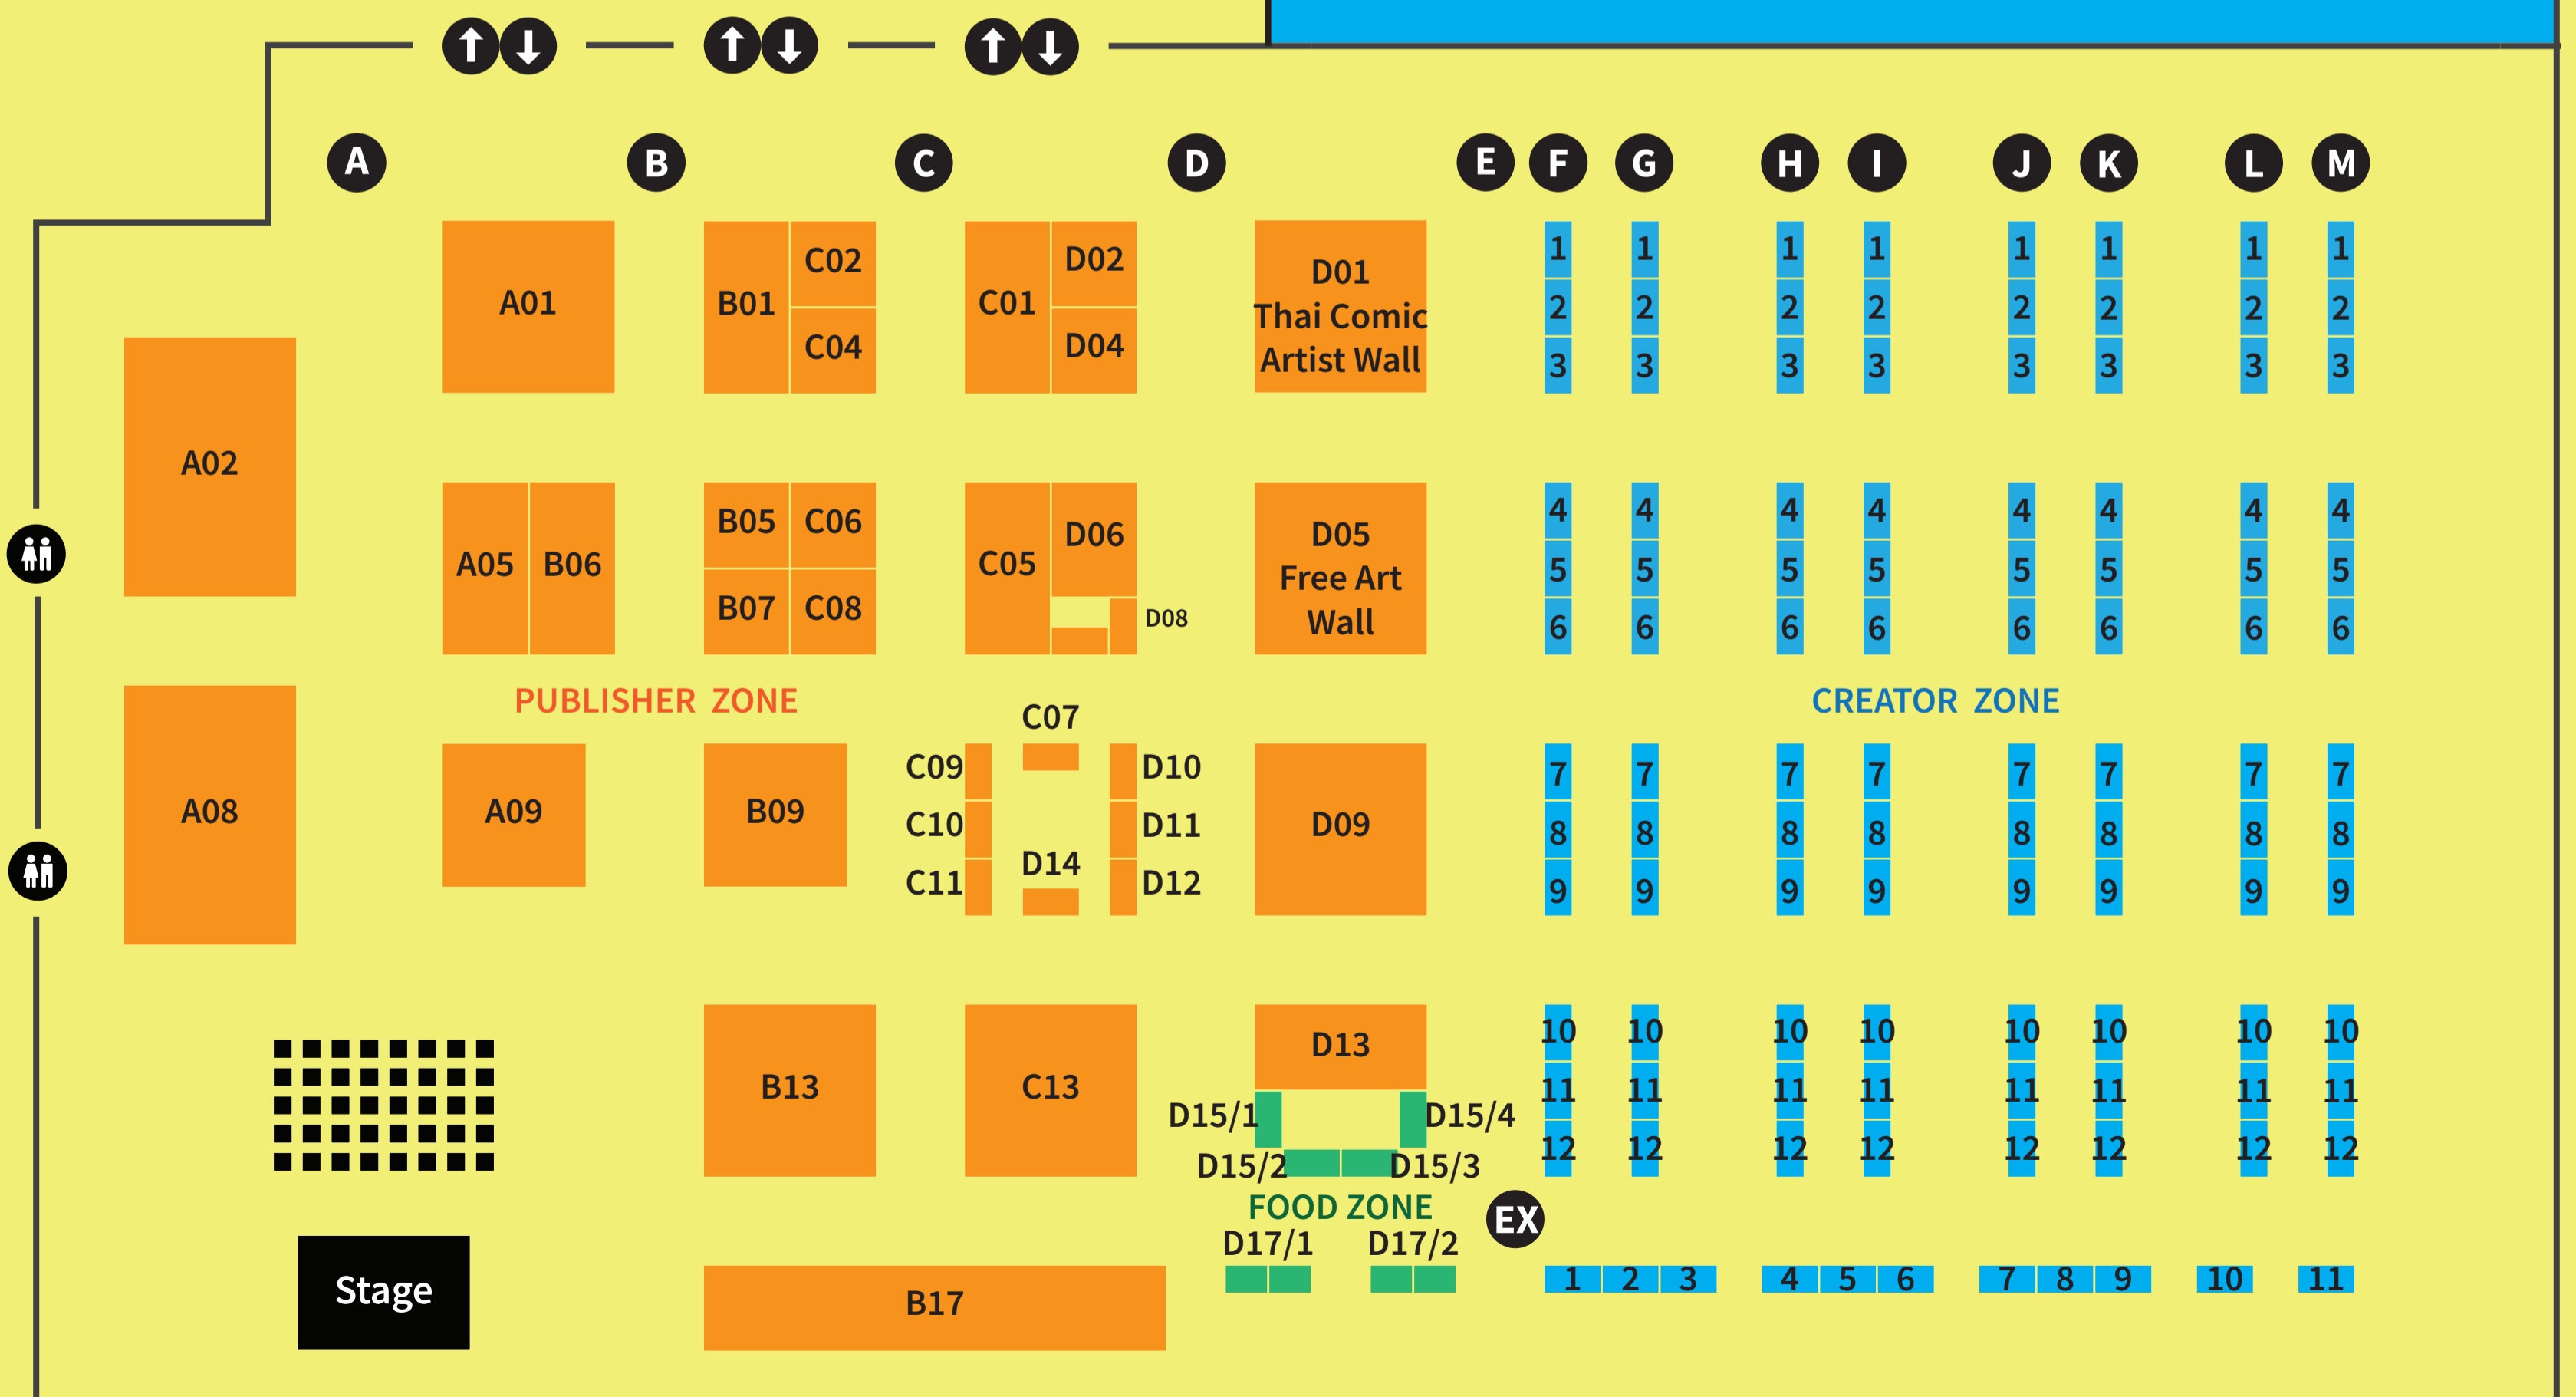 A B C D E F G H I J K L M
A01
B01
C02
C04
C01
D02
D04
D01
Thai Comic
Artist Wall
1 1 1 1 1 1 1 1
2 2 2 2 2 2 2 2
3 3 3 3 3 3 3 3
A02
A05
B06
B05
C06
B07
C08
C05
D06
D08
D05
Free Art
Wall
4 4 4 4 4 4 4 4
5 5 5 5 5 5 5 5
6 6 6 6 6 6 6 6
PUBLISHER ZONE
CREATOR ZONE
A08
A09
B09
C07
C09
C10
C11
D14
D10
D11
D12
D09
7 7 7 7 7 7 7 7
8 8 8 8 8 8 8 8
9 9 9 9 9 9 9 9
B13
C13
D13
D15/1
D15/4
D15/2
D15/3
10 10 10 10 10 10 10 10
11 11 11 11 11 11 11 11
12 12 12 12 12 12 12 12
FOOD ZONE
D17/1
D17/2
EX
Stage
B17
1 2 3 4 5 6 7 8 9 10 11